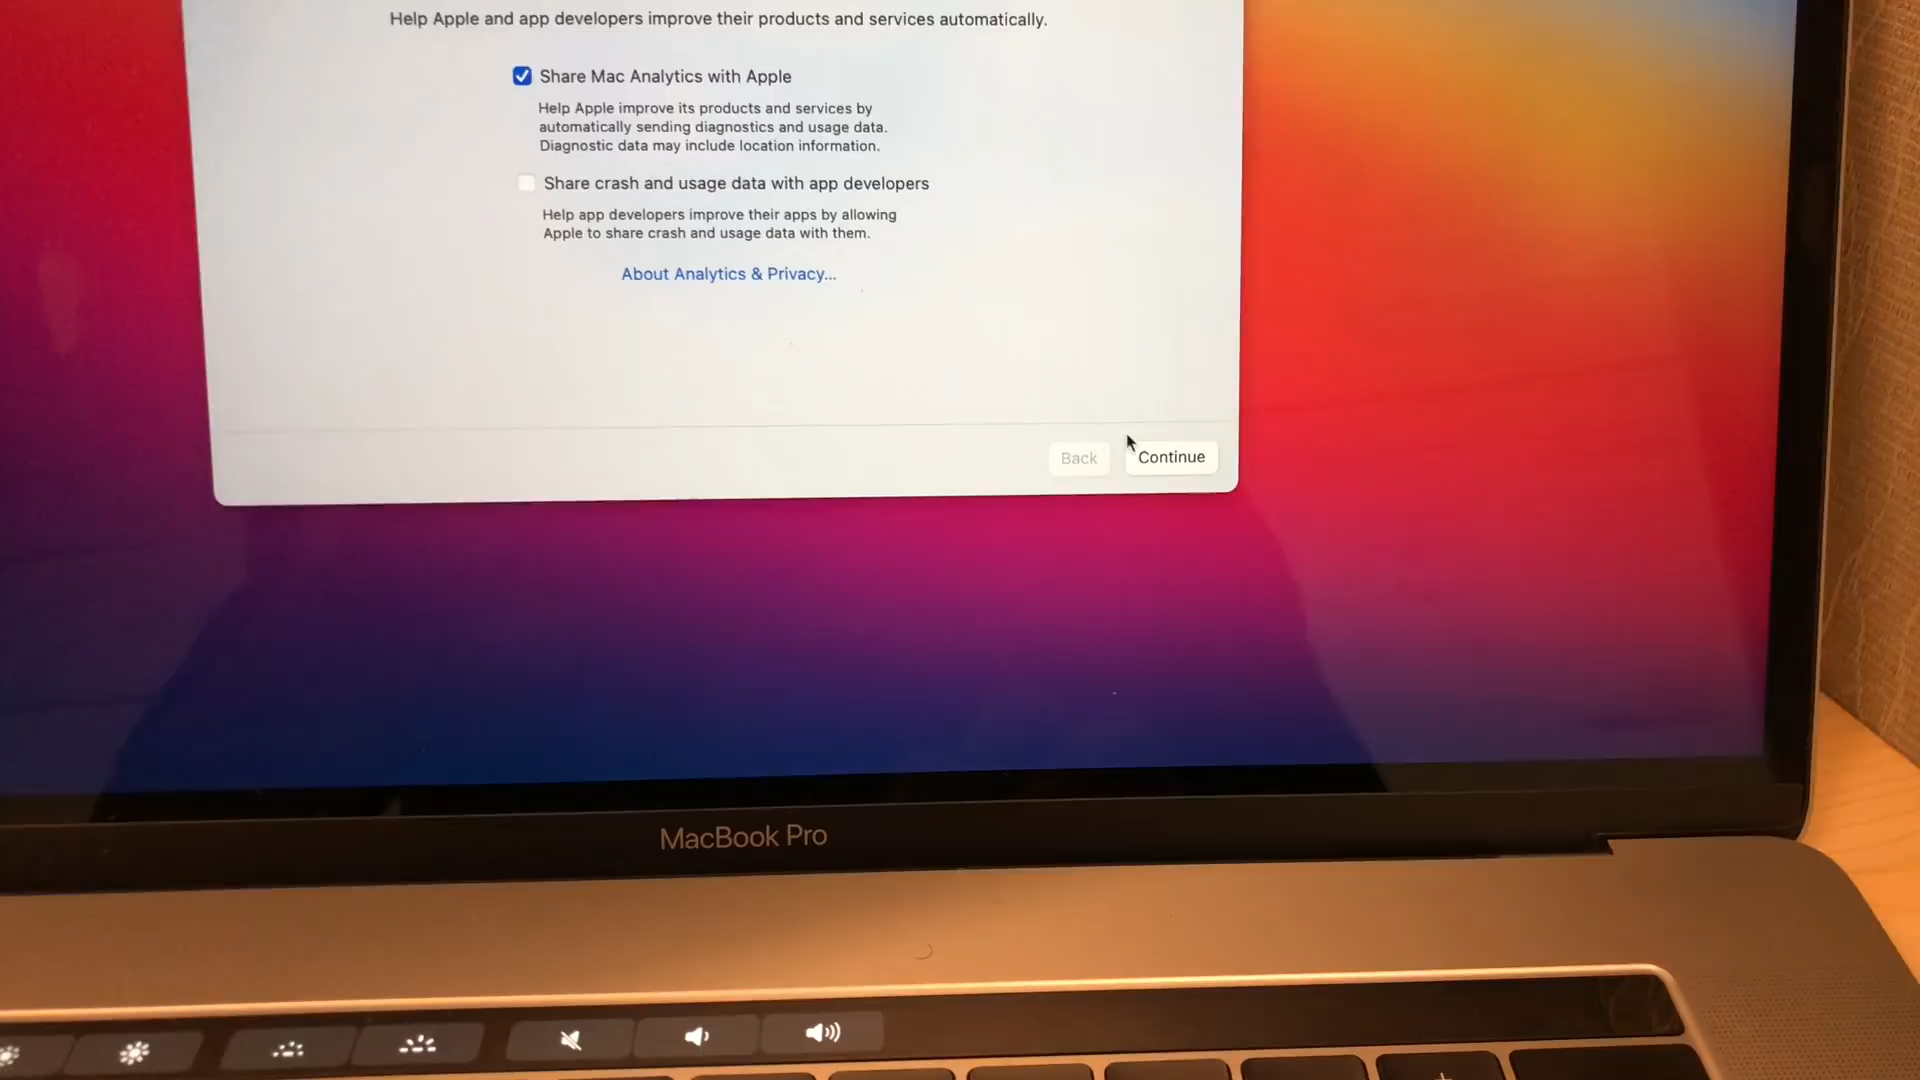 Help Apple and app developers improve their products and services automatically.
Share Mac Analytics with Apple
Help Apple improve its products and services by
automatically sending diagnostics and usage data.
Diagnostic data may include location information.
Share crash and usage data with app developers
Help app developers improve their apps by allowing
Apple to share crash and usage data with them.
About Analytics & Privacy...
Back
Continue
MacBook Pro